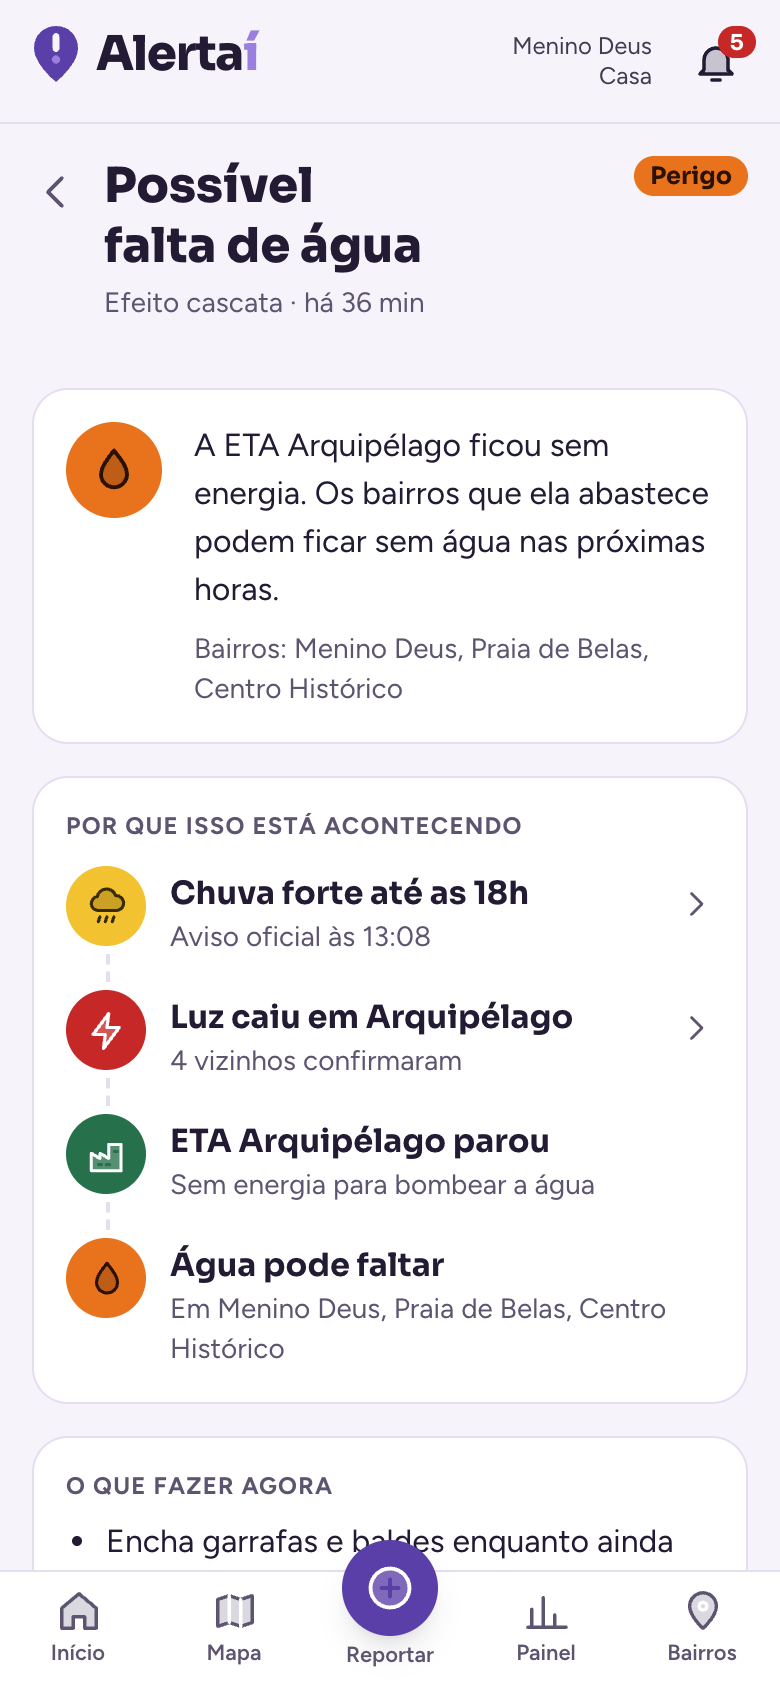 Alertaí
Menino Deus
Casa
5
Possível
falta de água
Perigo
Efeito cascata · há 36 min
A ETA Arquipélago ficou sem
energia. Os bairros que ela abastece
podem ficar sem água nas próximas
horas.
Bairros: Menino Deus, Praia de Belas,
Centro Histórico
POR QUE ISSO ESTÁ ACONTECENDO
Chuva forte até as 18h
Aviso oficial às 13:08
Luz caiu em Arquipélago
4 vizinhos confirmaram
ETA Arquipélago parou
Sem energia para bombear a água
Água pode faltar
Em Menino Deus, Praia de Belas, Centro
Histórico
O QUE FAZER AGORA
• Encha garrafas e baldes enquanto ainda
Início
Mapa
Reportar
Painel
Bairros